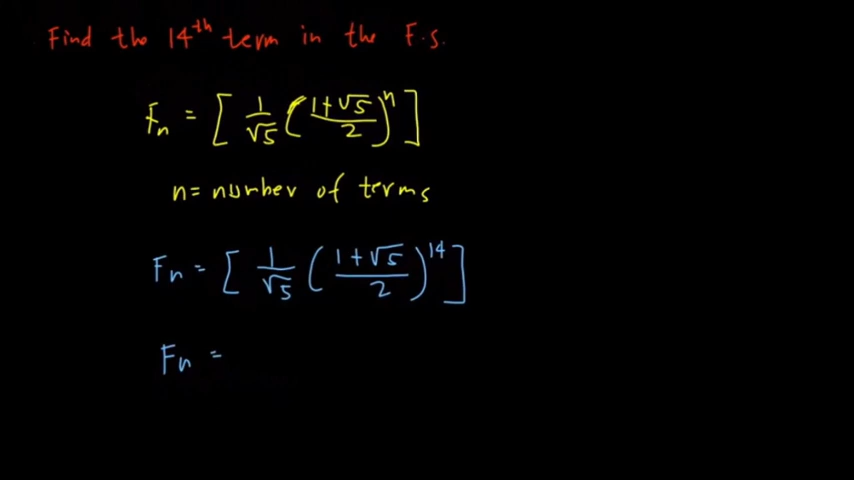 Find the 14th term in the F.s.
Fn = [ 1/√5 ( (1+√5)/2 )^n ]
n= number of terms
Fn = [ 1/√5 ( (1+√5)/2 )^14 ]
Fn =